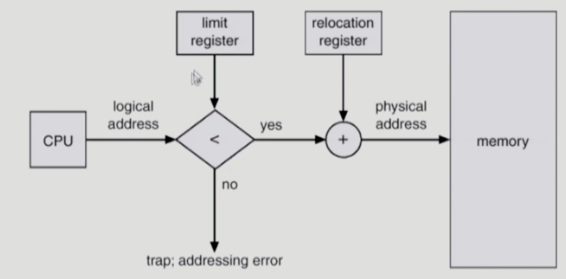 limit
register
relocation
register
logical
address
physical
address
CPU
<
yes
+
memory
no
trap; addressing error